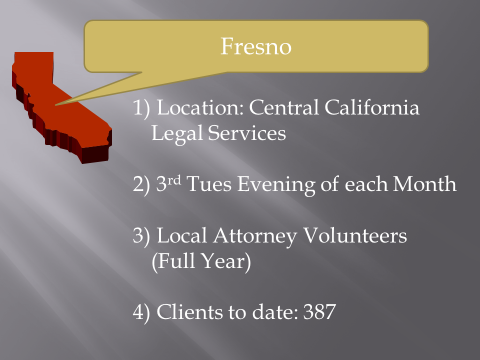 Fresno
1) Location: Central California
Legal Services
2) 3rd Tues Evening of each Month
3) Local Attorney Volunteers
(Full Year)
4) Clients to date: 387